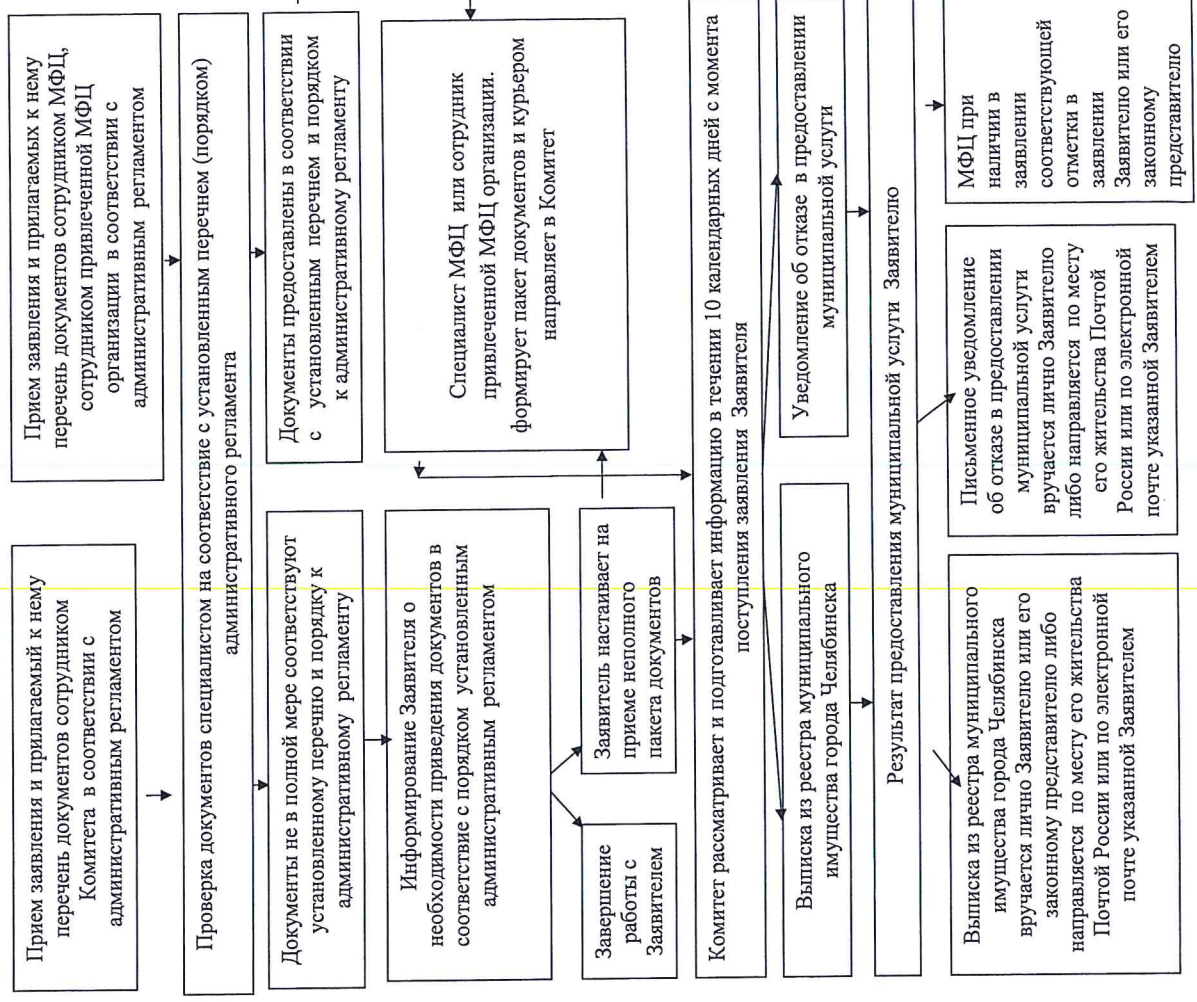 Прием заявления и прилагаемый к нему
перечень документов сотрудником
Комитета в соответствии с
административным регламентом
Прием заявления и прилагаемых к нему
перечень документов сотрудником МФЦ,
сотрудником привлеченной МФЦ
организации в соответствии с
административным регламентом
Проверка документов специалистом на соответствие с установленным перечнем (порядком)
административного регламента
Документы не в полной мере соответствуют
установленному перечню и порядку к
административному регламенту
Документы предоставлены в соответствии
с установленным перечнем и порядком
к административному регламенту
Информирование Заявителя о
необходимости приведения документов в
соответствие с порядком установленным
административным регламентом
Специалист МФЦ или сотрудник
привлеченной МФЦ организации.
формирует пакет документов и курьером
направляет в Комитет
Завершение
работы с
Заявителем
Заявитель настаивает на
приеме неполного
пакета документов
Комитет рассматривает и подготавливает информацию в течении 10 календарных дней с момента
поступления заявления Заявителя
Выписка из реестра муниципального
имущества города Челябинска
Уведомление об отказе в предоставлении
муниципальной услуги
Результат предоставления муниципальной услуги Заявителю
Выписка из реестра муниципального
имущества города Челябинска
вручается лично Заявителю или его
законному представителю либо
направляется по месту его жительства
Почтой России или по электронной
почте указанной Заявителем
Письменное уведомление
об отказе в предоставлении
муниципальной услуги
вручается лично Заявителю
либо направляется по месту
его жительства Почтой
России или по электронной
почте указанной Заявителем
МФЦ при
наличии в
заявлении
соответствующей
отметки в
заявлении
Заявителю или его
законному
представителю